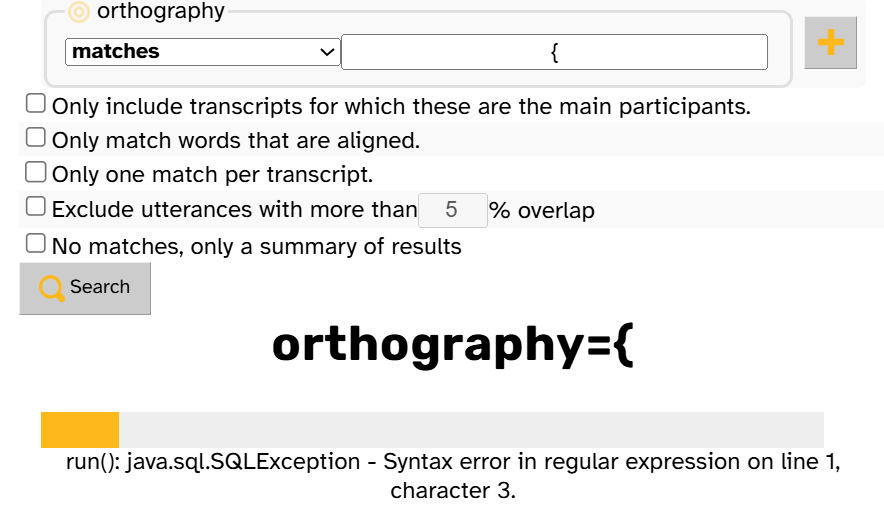 orthography
matches
{
+
Only include transcripts for which these are the main participants.
Only match words that are aligned.
Only one match per transcript.
Exclude utterances with more than 5 % overlap
No matches, only a summary of results
Search
orthography={
run(): java.sql.SQLException - Syntax error in regular expression on line 1,
character 3.